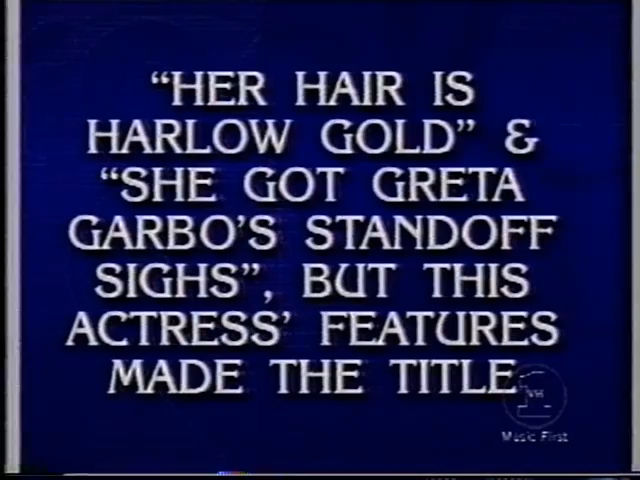 “HER HAIR IS
HARLOW GOLD” &
“SHE GOT GRETA
GARBO’S STANDOFF
SIGHS”, BUT THIS
ACTRESS’ FEATURES
MADE THE TITLE
VH1
Music First